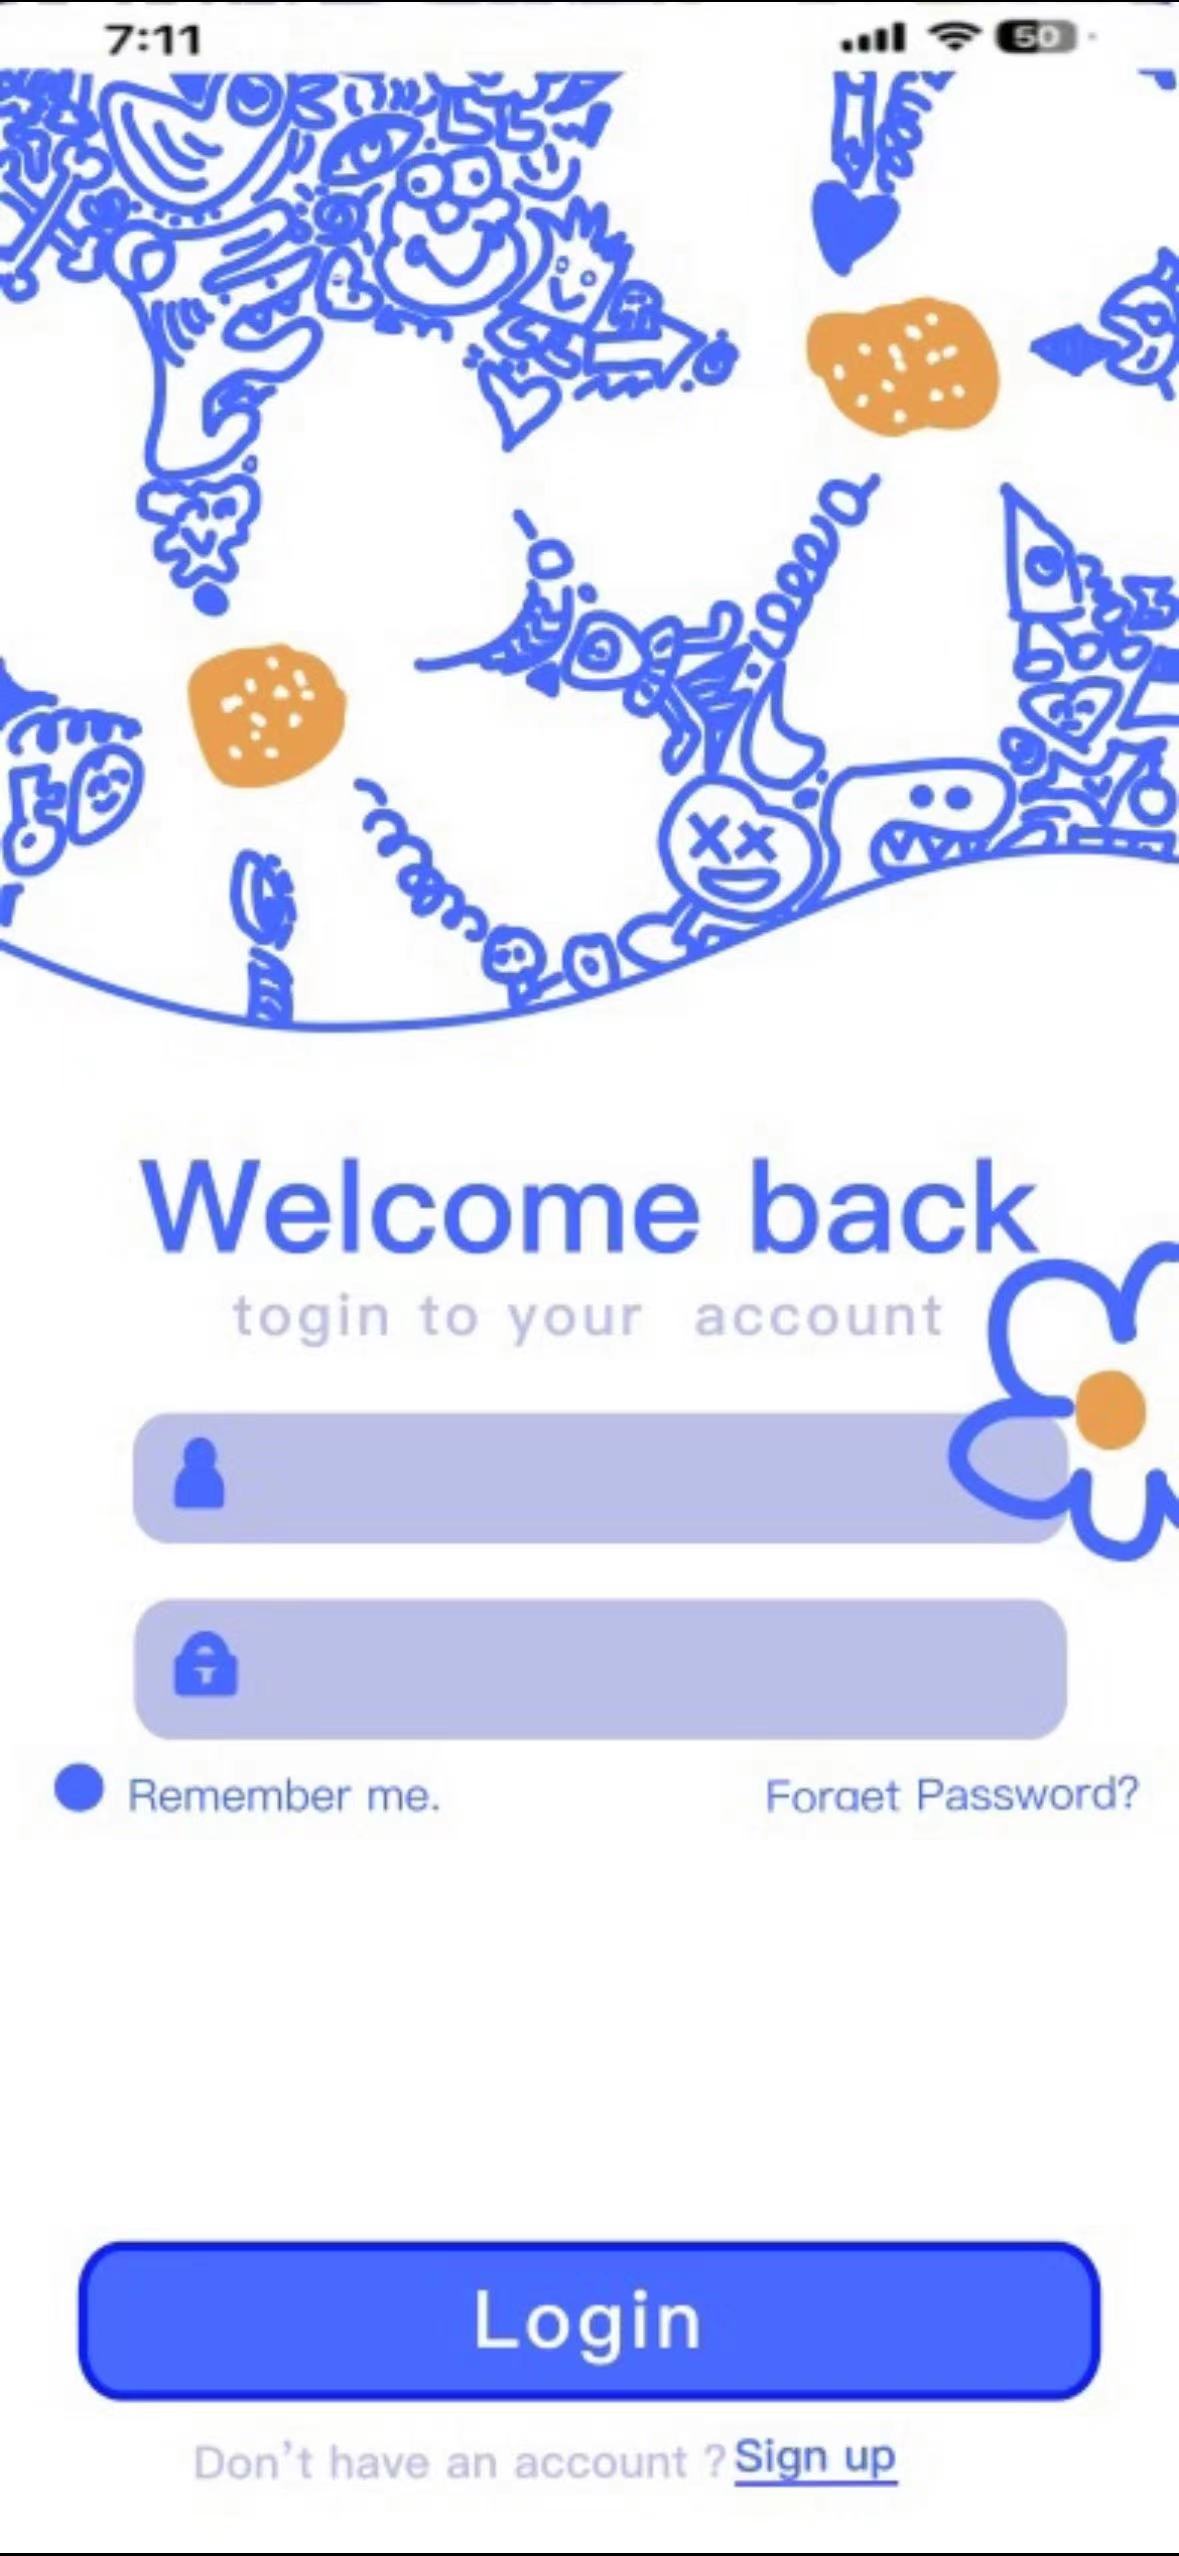 7:11
50
Welcome back
togin to your account
Remember me.
Forget Password?
Login
Don't have an account ? Sign up